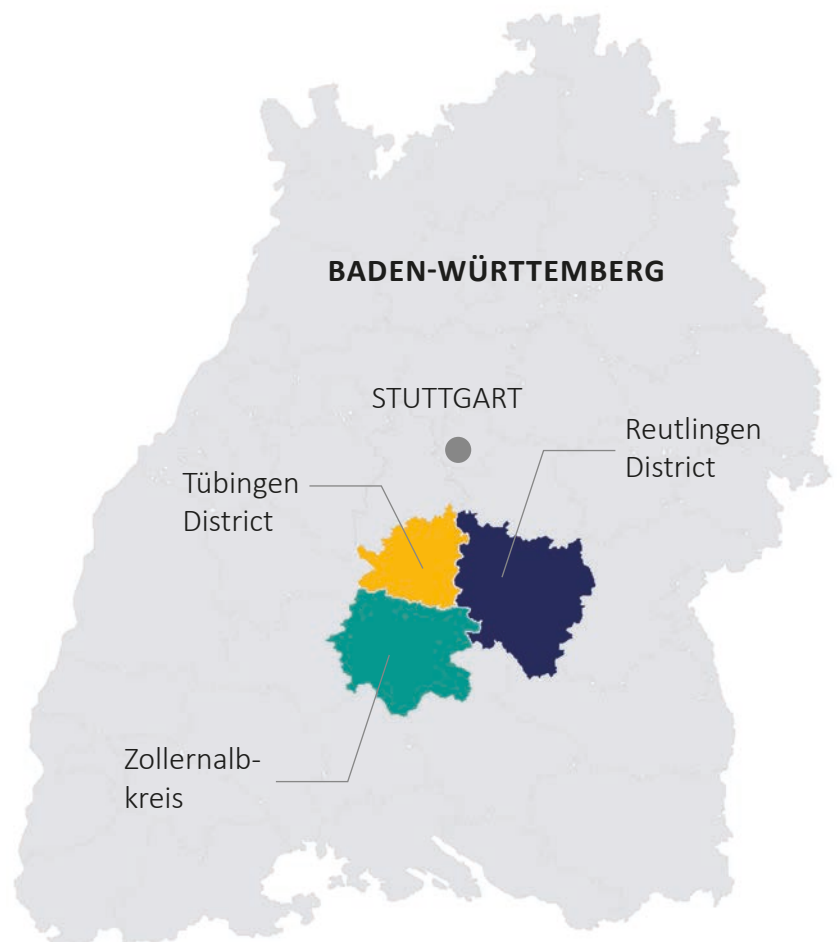 BADEN-WÜRTTEMBERG
STUTTGART
Reutlingen
District
Tübingen
District
Zollernalb-
kreis